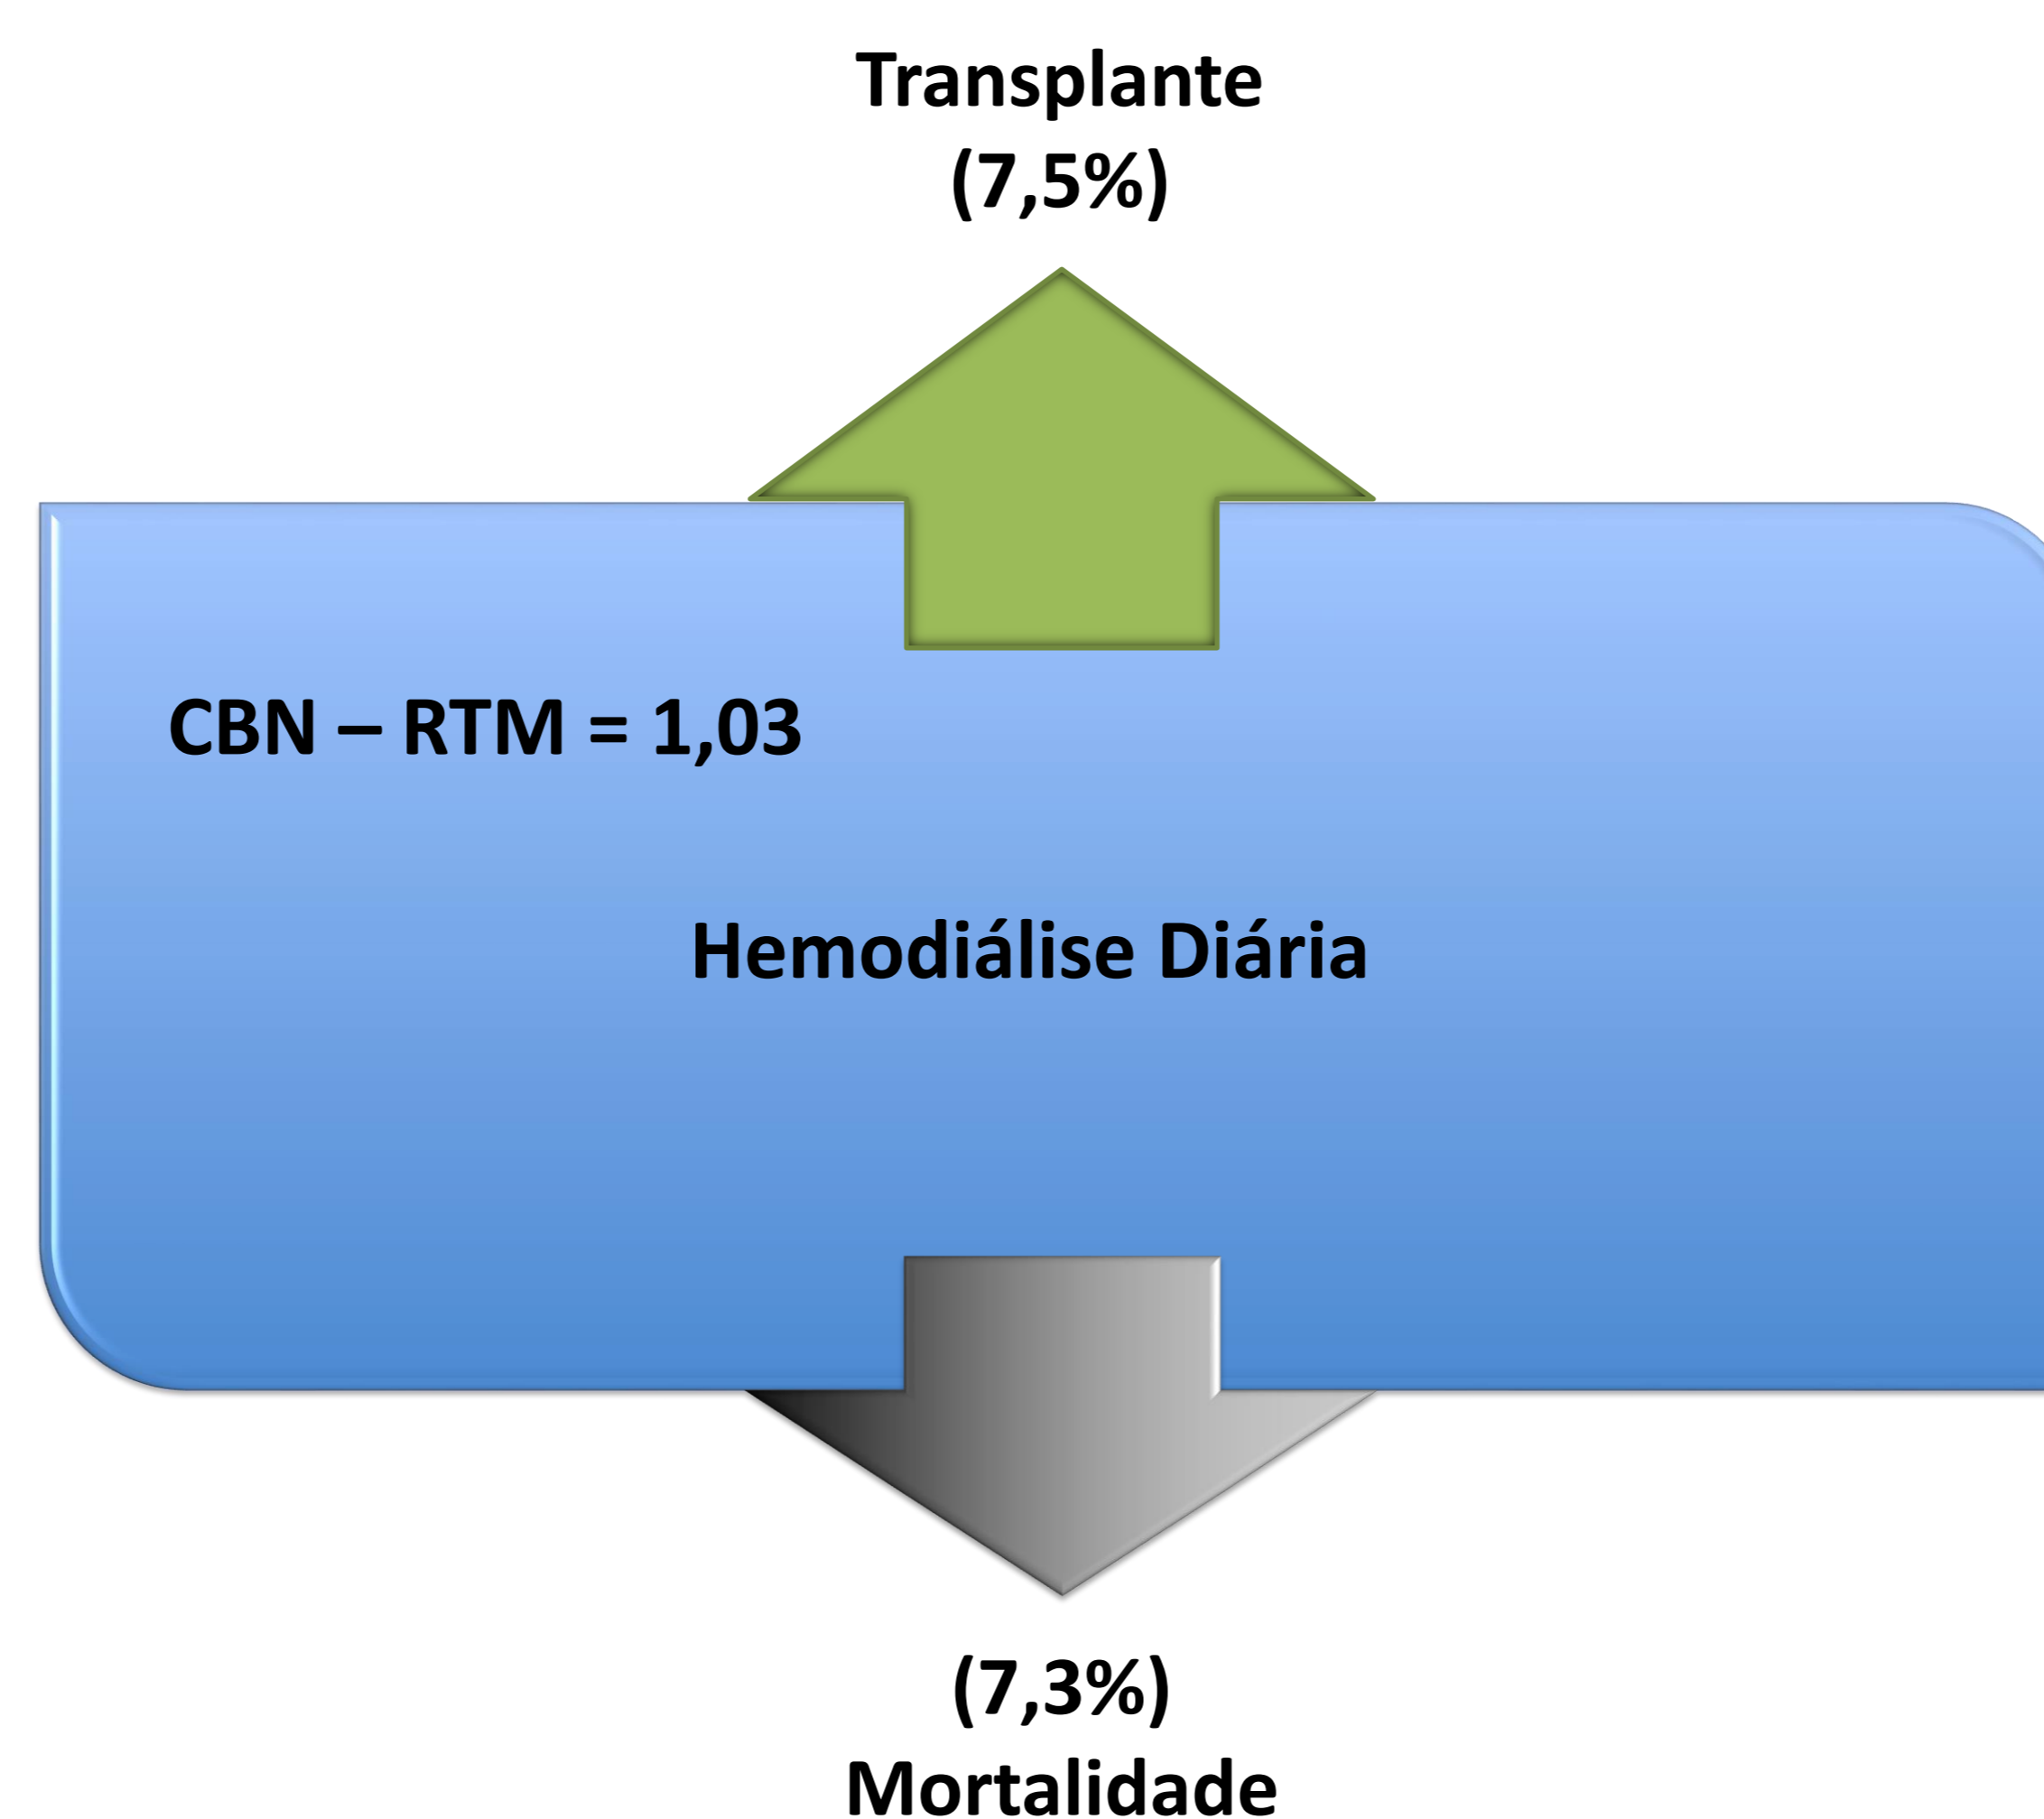 Transplante
(7,5%)
CBN – RTM = 1,03
Hemodiálise Diária
(7,3%)
Mortalidade